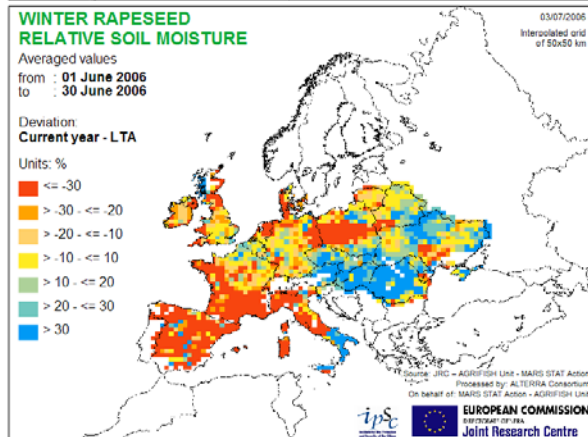 WINTER RAPESEED
RELATIVE SOIL MOISTURE
03/07/2006
Interpolated grid
of 50x50 km
Averaged values
from : 01 June 2006
to : 30 June 2006
Deviation:
Current year - LTA
Units: %
<= -30
> -30 - <= -20
> -20 - <= -10
> -10 - <= 10
> 10 - <= 20
> 20 - <= 30
> 30
Source: JRC – AGRIFISH Unit - MARS STAT Action
Processed by: ALTERRA Consortium
On behalf of: MARS STAT Action - AGRIFISH Unit
ipsc
EUROPEAN COMMISSION
Joint Research Centre